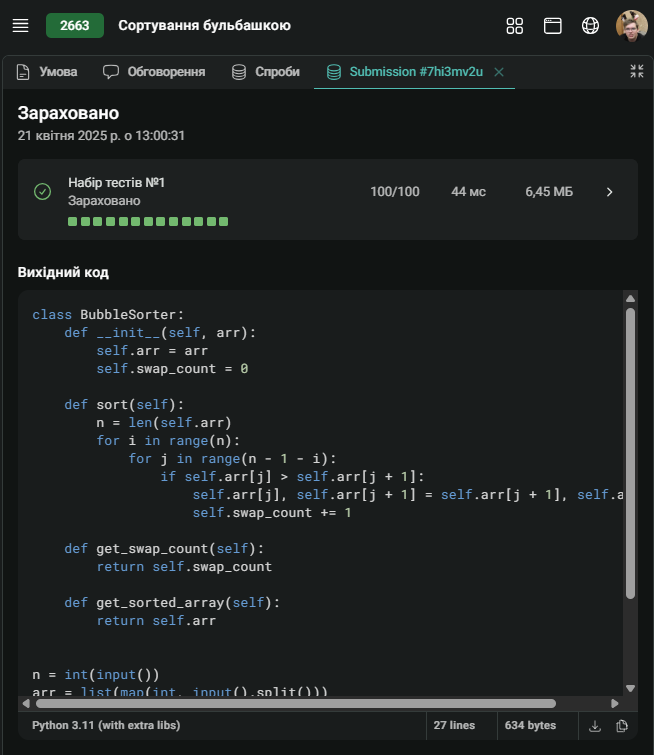 2663 Сортування бульбашкою
Умова Обговорення Спроби Submission #7hi3mv2u
Зараховано
21 квітня 2025 р. о 13:00:31
Набір тестів №1 100/100 44 мс 6,45 МБ
Зараховано
Вихідний код
class BubbleSorter:
    def __init__(self, arr):
        self.arr = arr
        self.swap_count = 0
    def sort(self):
        n = len(self.arr)
        for i in range(n):
            for j in range(n - 1 - i):
                if self.arr[j] > self.arr[j + 1]:
                    self.arr[j], self.arr[j + 1] = self.arr[j + 1], self.a
                    self.swap_count += 1
    def get_swap_count(self):
        return self.swap_count
    def get_sorted_array(self):
        return self.arr
n = int(input())
arr = list(map(int, input().split()))
Python 3.11 (with extra libs) 27 lines 634 bytes